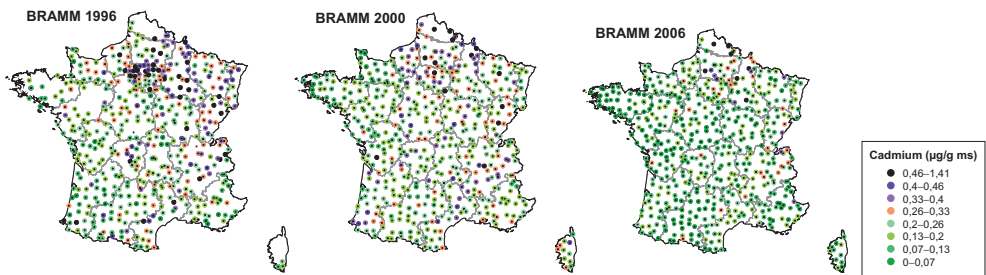 BRAMM 1996
BRAMM 2000
BRAMM 2006
Cadmium (µg/g ms)
0,46–1,41
0,4–0,46
0,33–0,4
0,26–0,33
0,2–0,26
0,13–0,2
0,07–0,13
0–0,07